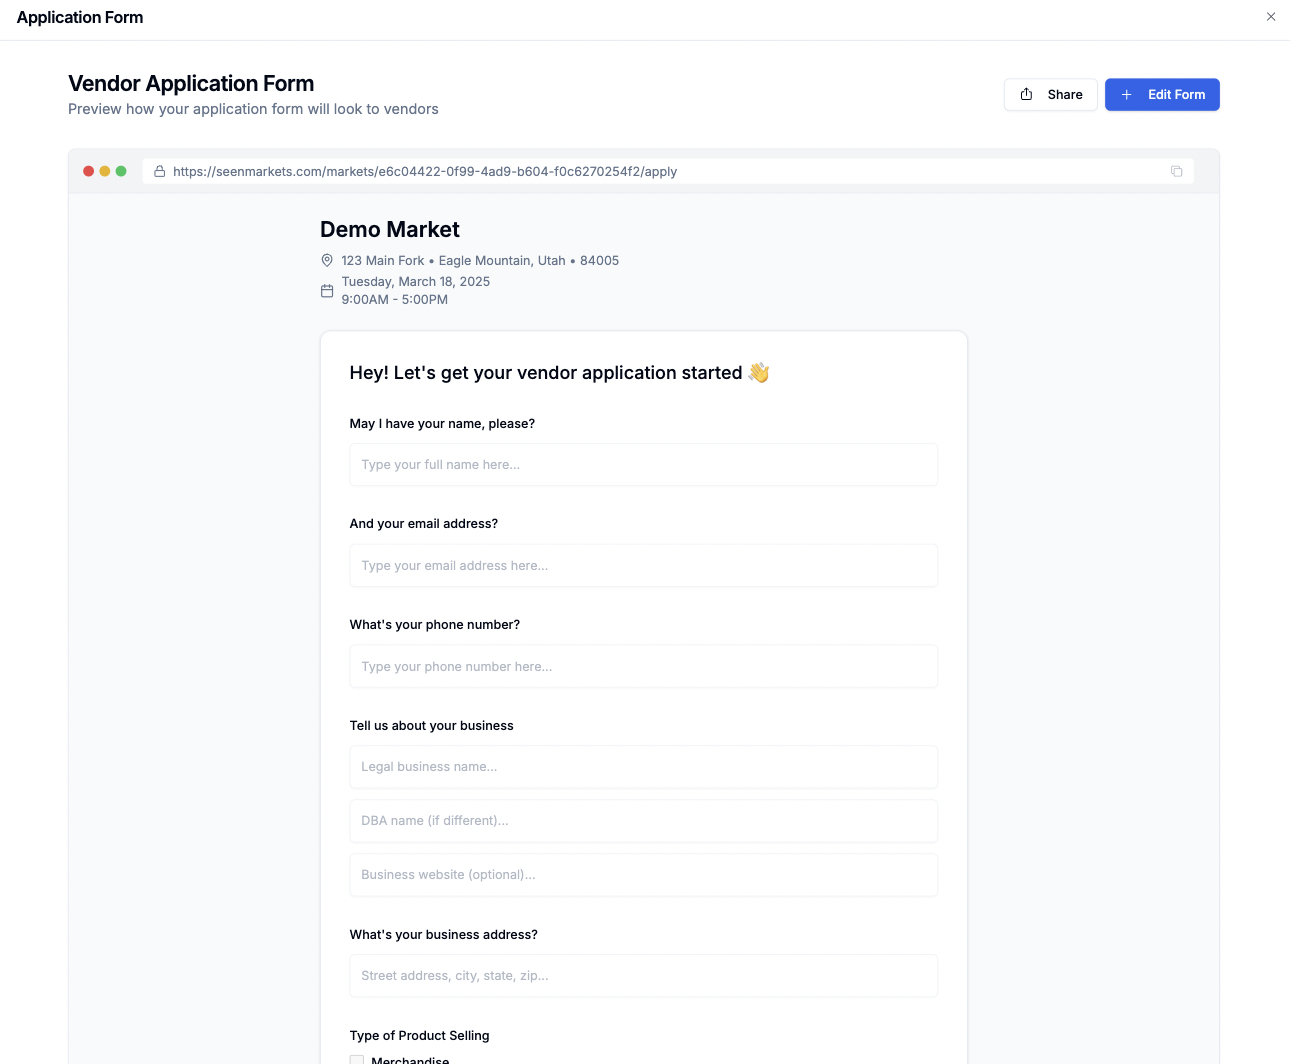 Application Form
Vendor Application Form
Preview how your application form will look to vendors
Share
Edit Form
https://seenmarkets.com/markets/e6c04422-0f99-4ad9-b604-f0c6270254f2/apply
Demo Market
123 Main Fork • Eagle Mountain, Utah • 84005
Tuesday, March 18, 2025
9:00AM - 5:00PM
Hey! Let's get your vendor application started 👋
May I have your name, please?
Type your full name here...
And your email address?
Type your email address here...
What's your phone number?
Type your phone number here...
Tell us about your business
Legal business name...
DBA name (if different)...
Business website (optional)...
What's your business address?
Street address, city, state, zip...
Type of Product Selling
Merchandise